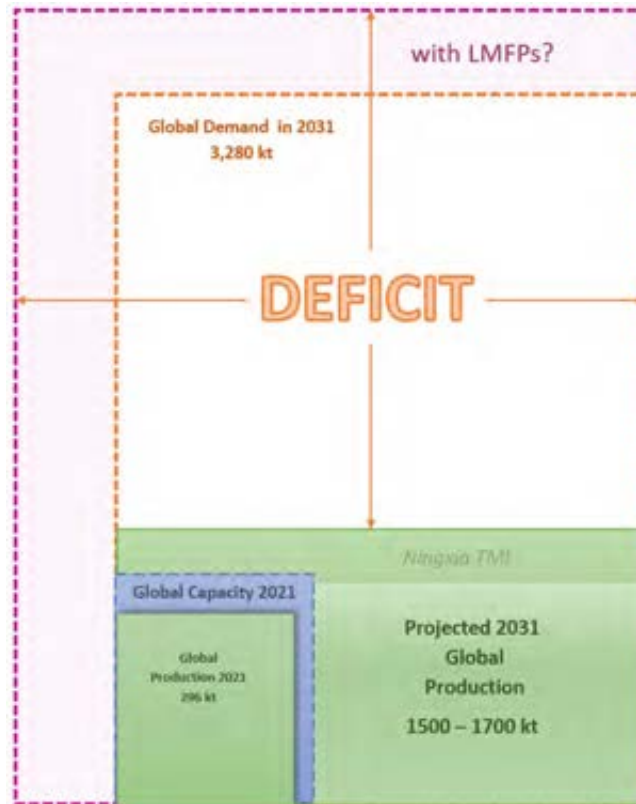 with LMFPs?
Global Demand in 2031
3,280 kt
DEFICIT
Ningxia TMI
Global Capacity 2021
Global
Production 2021
296 kt
Projected 2031
Global
Production
1500 – 1700 kt